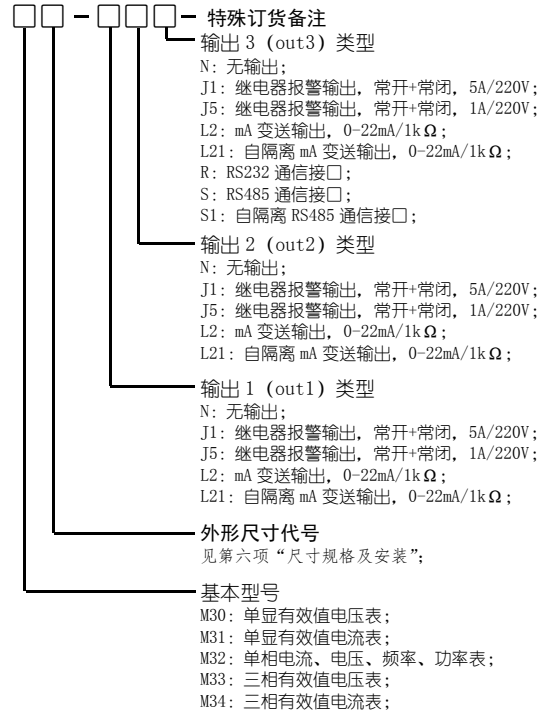 □□-□□□-特殊订货备注
输出 3 (out3) 类型
N: 无输出;
J1: 继电器报警输出, 常开+常闭, 5A/220V;
J5: 继电器报警输出, 常开+常闭, 1A/220V;
L2: mA 变送输出, 0-22mA/1kΩ;
L21: 自隔离 mA 变送输出, 0-22mA/1kΩ;
R: RS232 通信接口;
S: RS485 通信接口;
S1: 自隔离 RS485 通信接口;
输出 2 (out2) 类型
N: 无输出;
J1: 继电器报警输出, 常开+常闭, 5A/220V;
J5: 继电器报警输出, 常开+常闭, 1A/220V;
L2: mA 变送输出, 0-22mA/1kΩ;
L21: 自隔离 mA 变送输出, 0-22mA/1kΩ;
输出 1 (out1) 类型
N: 无输出;
J1: 继电器报警输出, 常开+常闭, 5A/220V;
J5: 继电器报警输出, 常开+常闭, 1A/220V;
L2: mA 变送输出, 0-22mA/1kΩ;
L21: 自隔离 mA 变送输出, 0-22mA/1kΩ;
外形尺寸代号
见第六项“尺寸规格及安装”;
基本型号
M30: 单显有效值电压表;
M31: 单显有效值电流表;
M32: 单相电流、电压、频率、功率表;
M33: 三相有效值电压表;
M34: 三相有效值电流表;